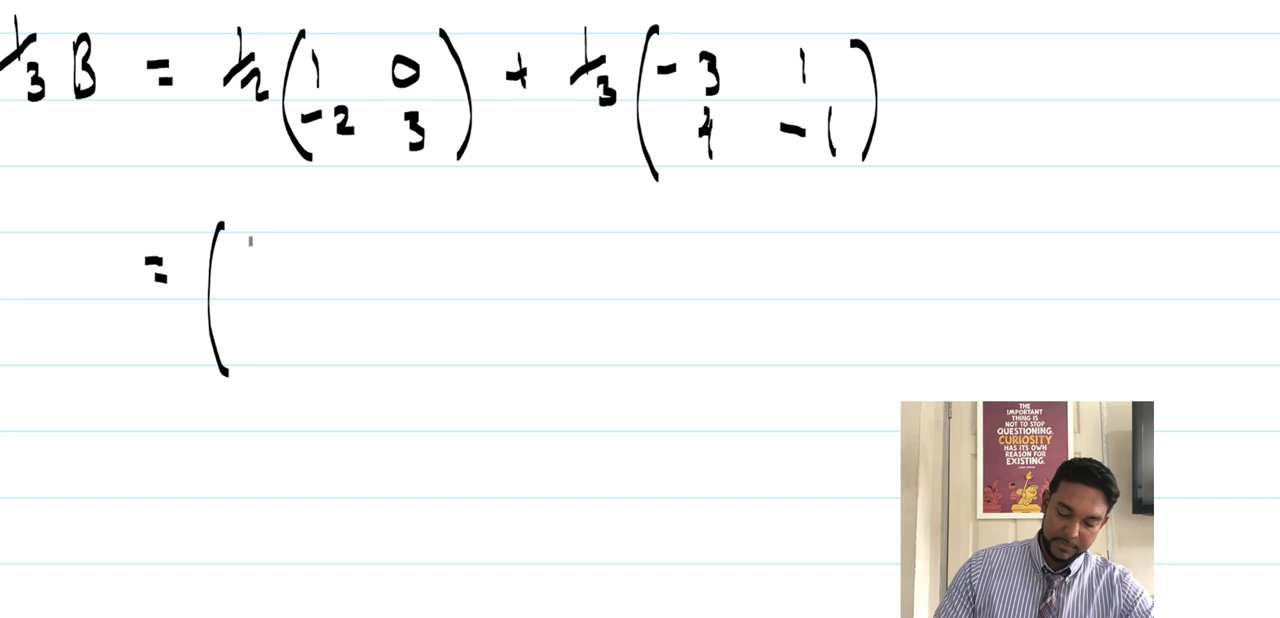 1/3 B = 1/2 ( 1 0 ) + 1/3 ( -3 1 )
( -2 3 ) ( 4 -1 )
= (
THE
IMPORTANT
THING IS
NOT TO STOP
QUESTIONING.
CURIOSITY
HAS ITS OWN
REASON FOR
EXISTING.